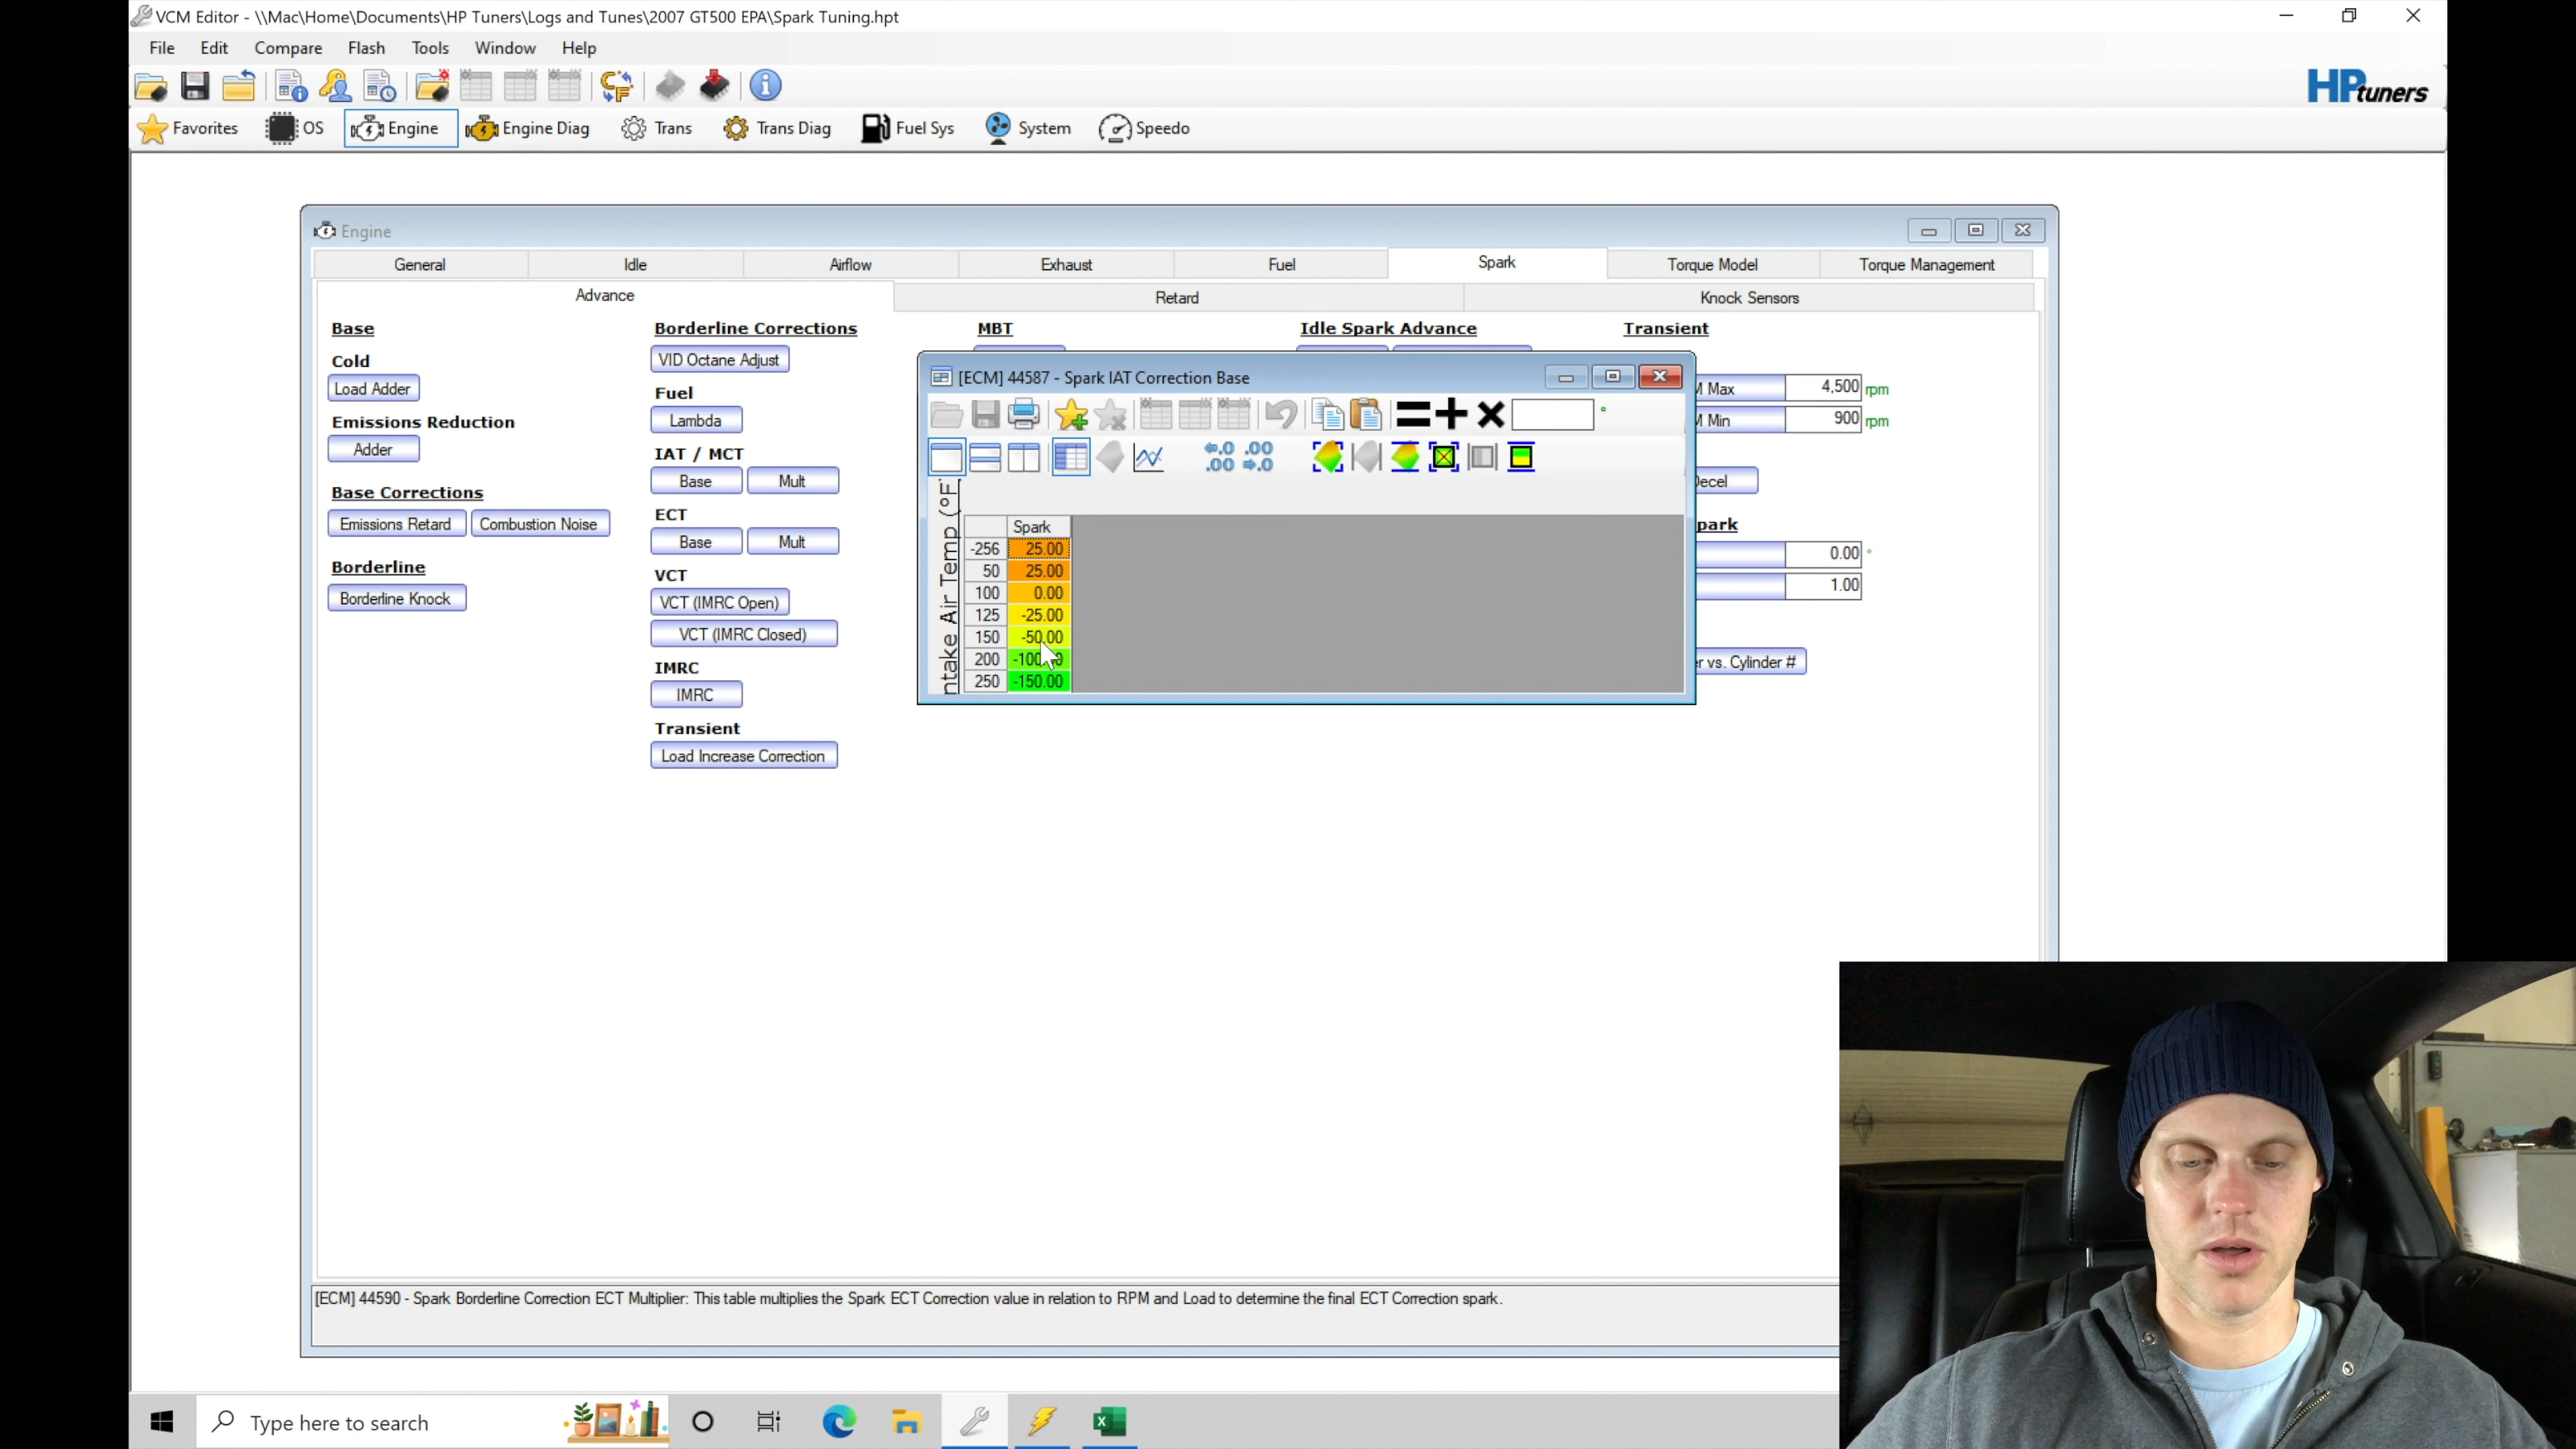 VCM Editor - \\Mac\Home\Documents\HP Tuners\Logs and Tunes\2007 GT500 EPA\Spark Tuning.hpt
File Edit Compare Flash Tools Window Help
HP tuners
Favorites OS Engine Engine Diag Trans Trans Diag Fuel Sys System Speedo
Engine
General Idle Airflow Exhaust Fuel Spark Torque Model Torque Management
Advance Retard Knock Sensors
Base
Cold
Load Adder
Emissions Reduction
Adder
Base Corrections
Emissions Retard Combustion Noise
Borderline
Borderline Knock
Borderline Corrections
VID Octane Adjust
Fuel
Lambda
IAT / MCT
Base Mult
ECT
Base Mult
VCT
VCT (IMRC Open)
VCT (IMRC Closed)
IMRC
IMRC
Transient
Load Increase Correction
MBT
Idle Spark Advance
Transient
M Max 4,500 rpm
M Min 900 rpm
Decel
park
0.00 °
1.00
er vs. Cylinder #
[ECM] 44587 - Spark IAT Correction Base
°
ntake Air Temp (°F
Spark
-256 25.00
50 25.00
100 0.00
125 -25.00
150 -50.00
200
250 -150.00
[ECM] 44590 - Spark Borderline Correction ECT Multiplier: This table multiplies the Spark ECT Correction value in relation to RPM and Load to determine the final ECT Correction spark.
Type here to search